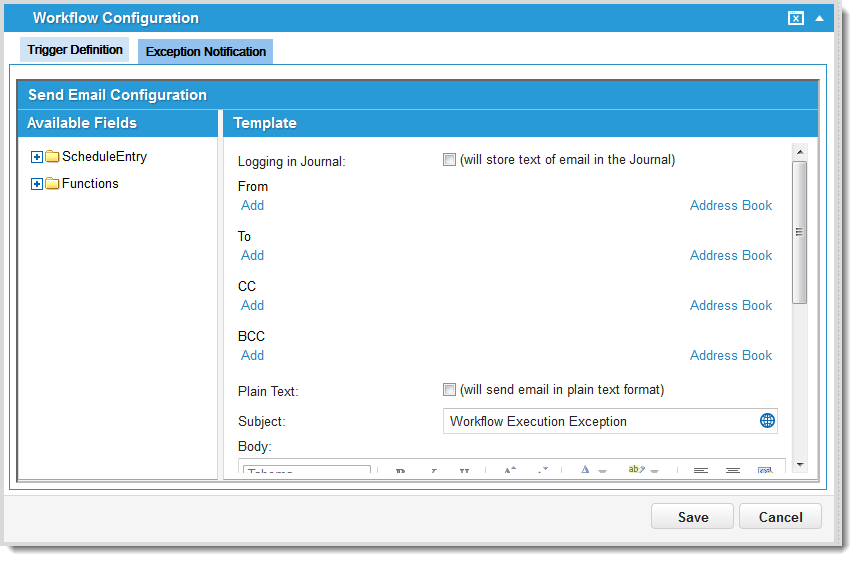 Workflow Configuration
Trigger Definition
Exception Notification
Send Email Configuration
Available Fields
Template
ScheduleEntry
Functions
Logging in Journal:
(will store text of email in the Journal)
From
Add
Address Book
To
Add
Address Book
CC
Add
Address Book
BCC
Add
Address Book
Plain Text:
(will send email in plain text format)
Subject:
Workflow Execution Exception
Body:
Save
Cancel